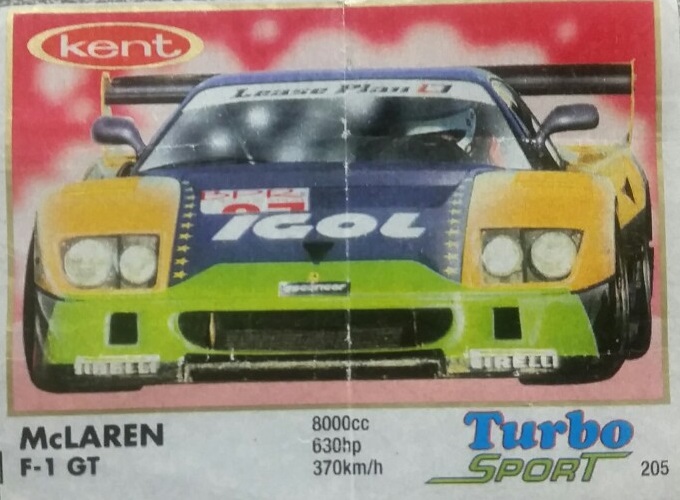 kent
Lease Plan
IGOL
PIRELLI
PIRELLI
McLAREN
F-1 GT
8000cc
630hp
370km/h
Turbo
SPORT
205